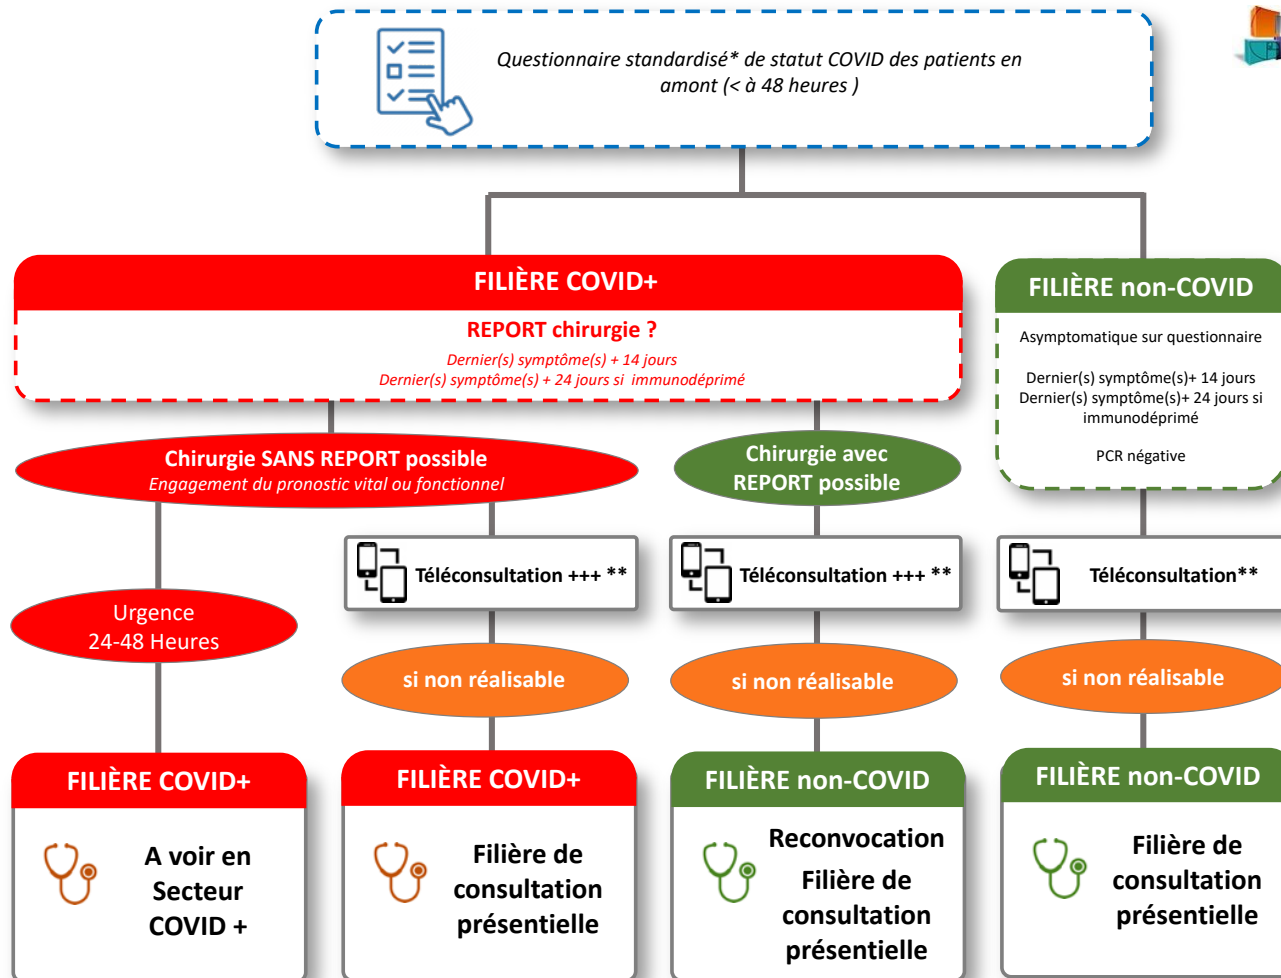 Questionnaire standardisé* de statut COVID des patients en
amont (< à 48 heures )
FILIÈRE COVID+
REPORT chirurgie ?
Dernier(s) symptôme(s) + 14 jours
Dernier(s) symptôme(s) + 24 jours si immunodéprimé
FILIÈRE non-COVID
Asymptomatique sur questionnaire
Dernier(s) symptôme(s)+ 14 jours
Dernier(s) symptôme(s)+ 24 jours si
immunodéprimé
PCR négative
Chirurgie SANS REPORT possible
Engagement du pronostic vital ou fonctionnel
Chirurgie avec
REPORT possible
Téléconsultation +++ **
Téléconsultation +++ **
Téléconsultation**
Urgence
24-48 Heures
si non réalisable
si non réalisable
si non réalisable
FILIÈRE COVID+
A voir en
Secteur
COVID +
FILIÈRE COVID+
Filière de
consultation
présentielle
FILIÈRE non-COVID
Reconvocation
Filière de
consultation
présentielle
FILIÈRE non-COVID
Filière de
consultation
présentielle